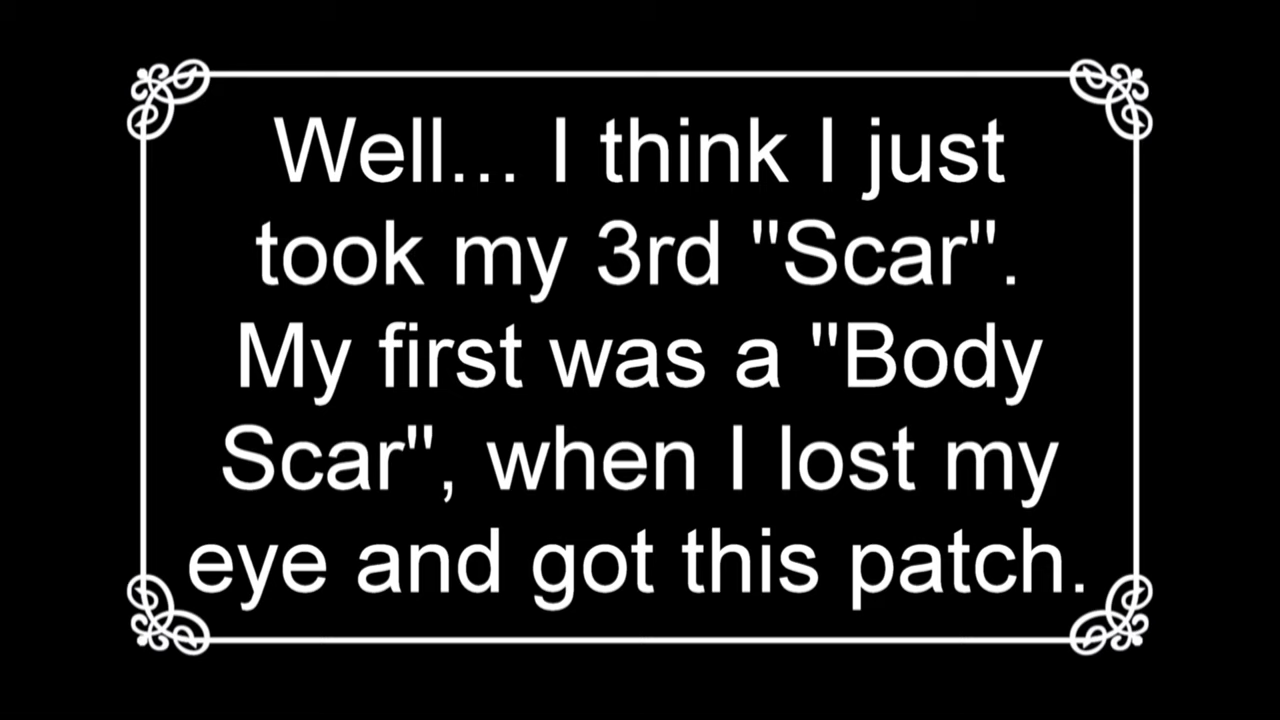 Well... I think I just
took my 3rd "Scar".
My first was a "Body
Scar", when I lost my
eye and got this patch.